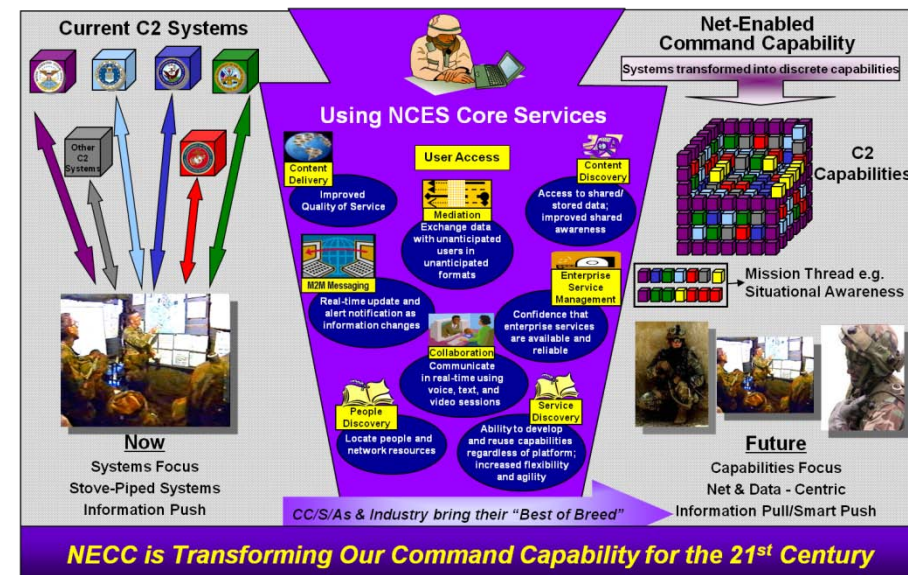 Current C2 Systems
Other
C2
Systems
Now
Systems Focus
Stove-Piped Systems
Information Push
Using NCES Core Services
User Access
Content
Delivery
Improved
Quality of Service
Mediation
Exchange data
with unanticipated
users in
unanticipated
formats
Content
Discovery
Access to shared/
stored data;
improved shared
awareness
M2M Messaging
Real-time update and
alert notification as
information changes
Enterprise
Service
Management
Confidence that
enterprise services
are available and
reliable
Collaboration
Communicate
in real-time using
voice, text, and
video sessions
People
Discovery
Locate people and
network resources
Service
Discovery
Ability to develop
and reuse capabilities
regardless of platform;
increased flexibility
and agility
CC/S/As & Industry bring their “Best of Breed”
Net-Enabled
Command Capability
Systems transformed into discrete capabilities
C2
Capabilities
Mission Thread e.g.
Situational Awareness
Future
Capabilities Focus
Net & Data - Centric
Information Pull/Smart Push
NECC is Transforming Our Command Capability for the 21st Century